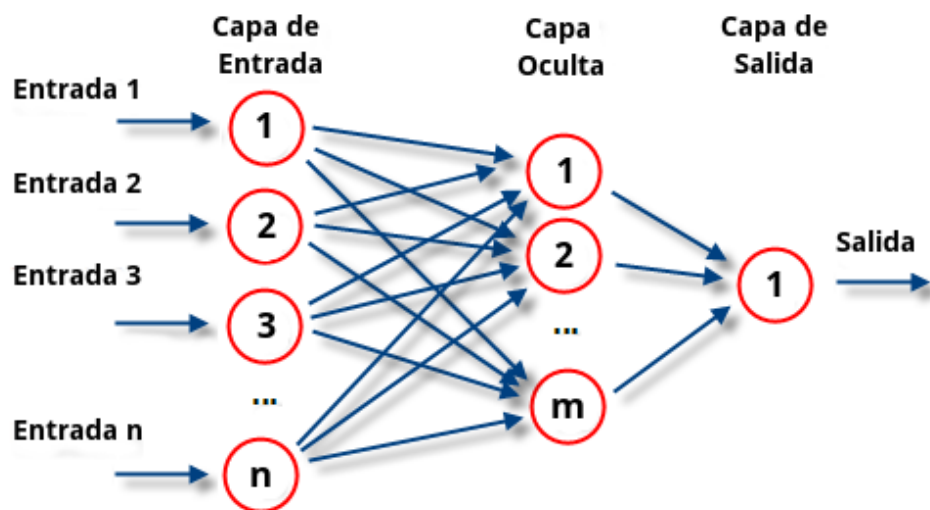 Capa de
Entrada
Capa
Oculta
Capa de
Salida
Entrada 1
1
Entrada 2
2
Entrada 3
3
...
Entrada n
n
1
2
...
m
1
Salida